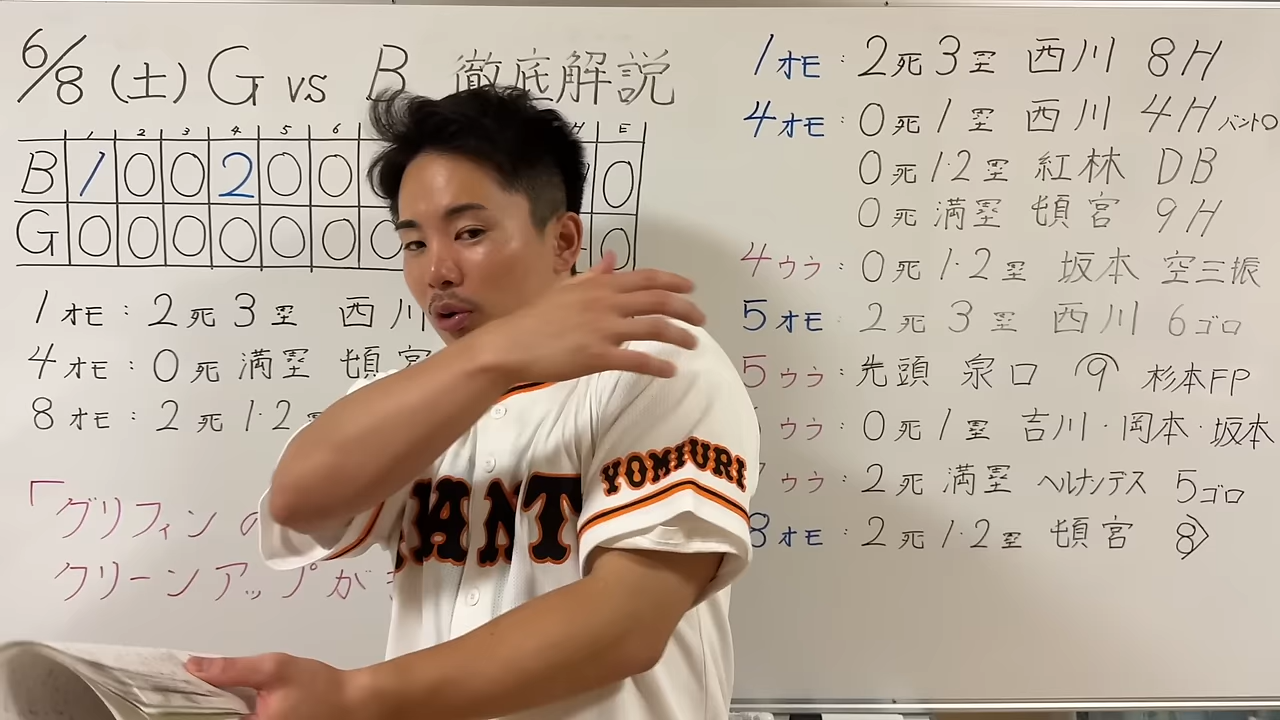 6/8(土) G vs B 徹底解説
1 2 3 4 5 6 E
B 1 0 0 2 0 0 0
G 0 0 0 0 0 0 0 0
1オモ:2死3塁 西川
4オモ:0死満塁 頓宮
8オモ:2死1·2
「グリフィンの
クリーンアップが
1オモ:2死3塁 西川 8H
4オモ:0死1塁 西川 4H バント○
0死1·2塁 紅林 DB
0死満塁 頓宮 9H
4ウラ:0死1·2塁 坂本 空三振
5オモ:2死3塁 西川 6ゴロ
5ウラ:先頭 泉口 9 杉本FP
ウラ:0死1塁 吉川·岡本·坂本
ウラ:2死満塁 ヘルナンデス 5ゴロ
8オモ:2死1·2塁 頓宮 8>
YOMIURI
IANT